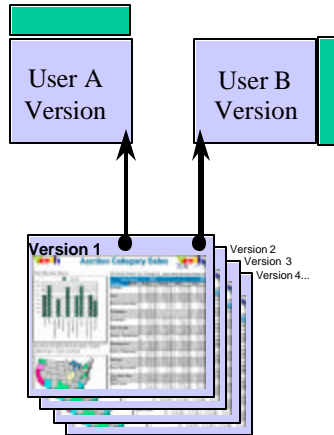 User A
Version
User B
Version
Version 1
Auction Category Sales
Version 2
Version 3
Version 4...